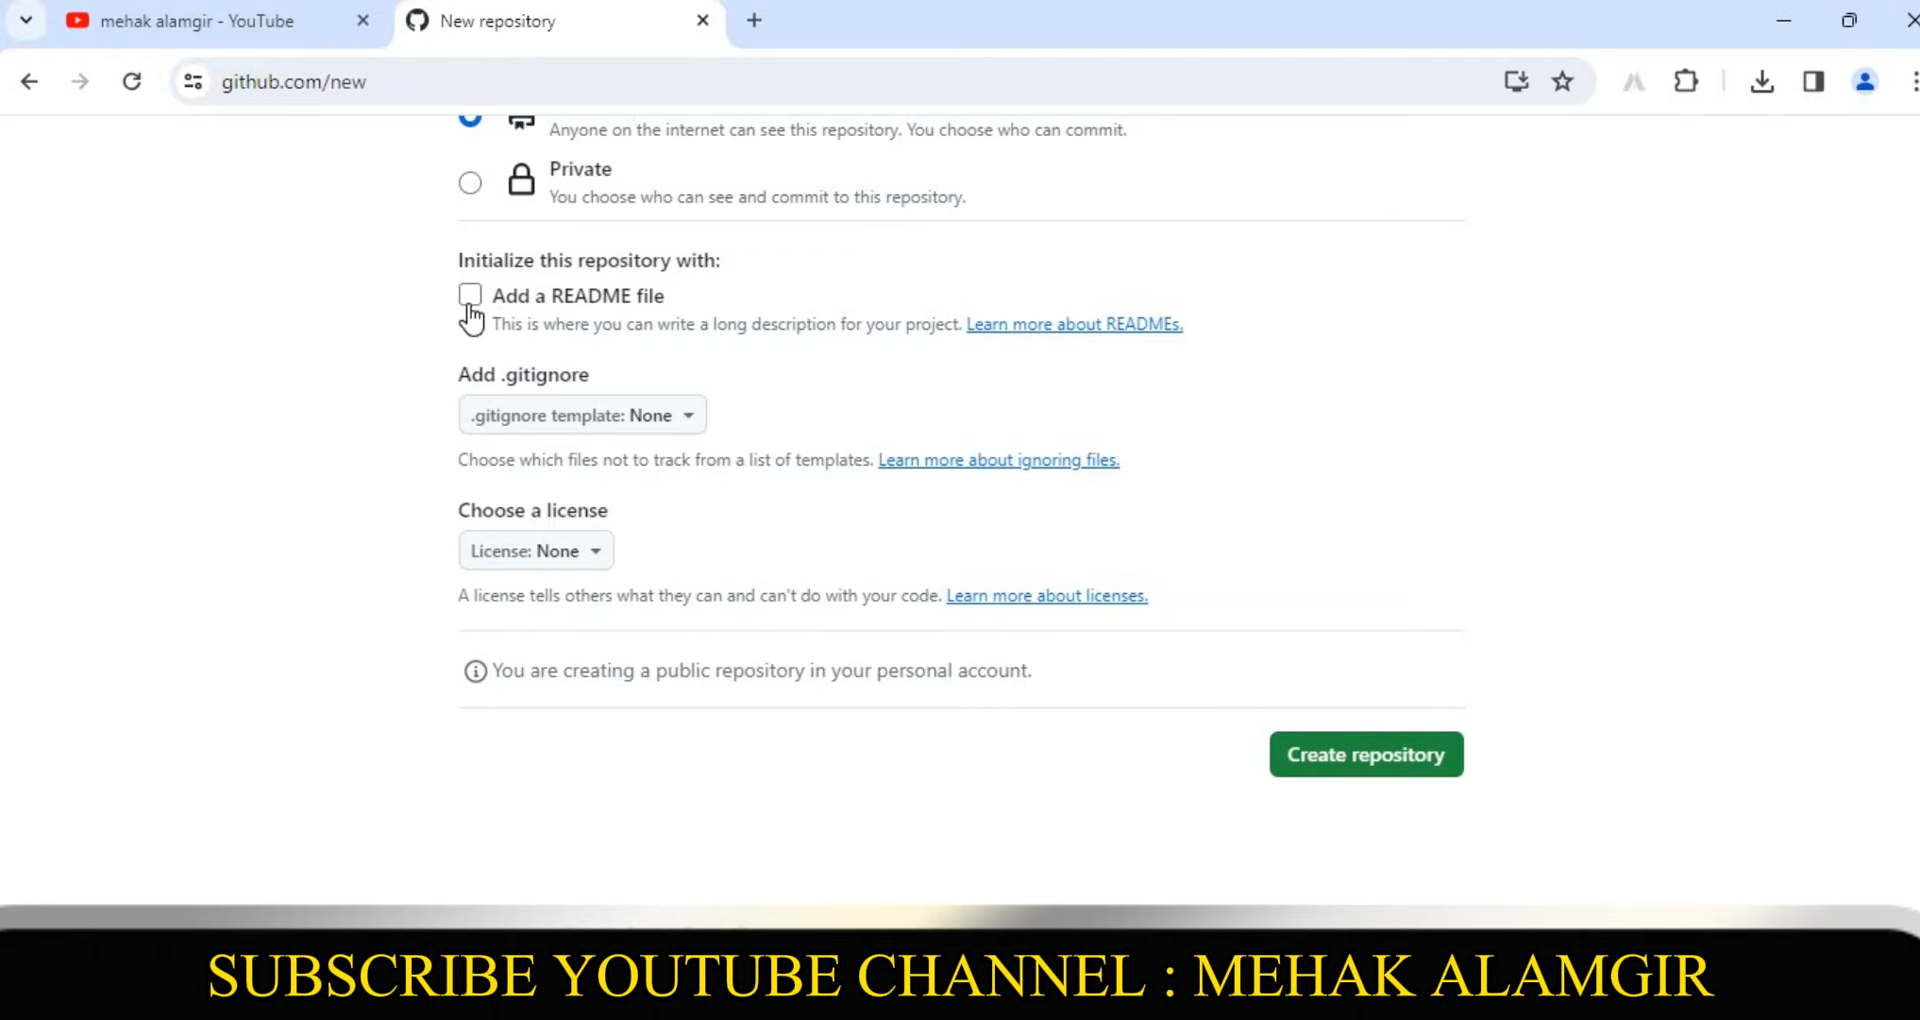 mehak alamgir - YouTube
New repository
github.com/new
Anyone on the internet can see this repository. You choose who can commit.
Private
You choose who can see and commit to this repository.
Initialize this repository with:
Add a README file
This is where you can write a long description for your project. Learn more about READMEs.
Add .gitignore
.gitignore template: None
Choose which files not to track from a list of templates. Learn more about ignoring files.
Choose a license
License: None
A license tells others what they can and can't do with your code. Learn more about licenses.
You are creating a public repository in your personal account.
Create repository
SUBSCRIBE YOUTUBE CHANNEL : MEHAK ALAMGIR